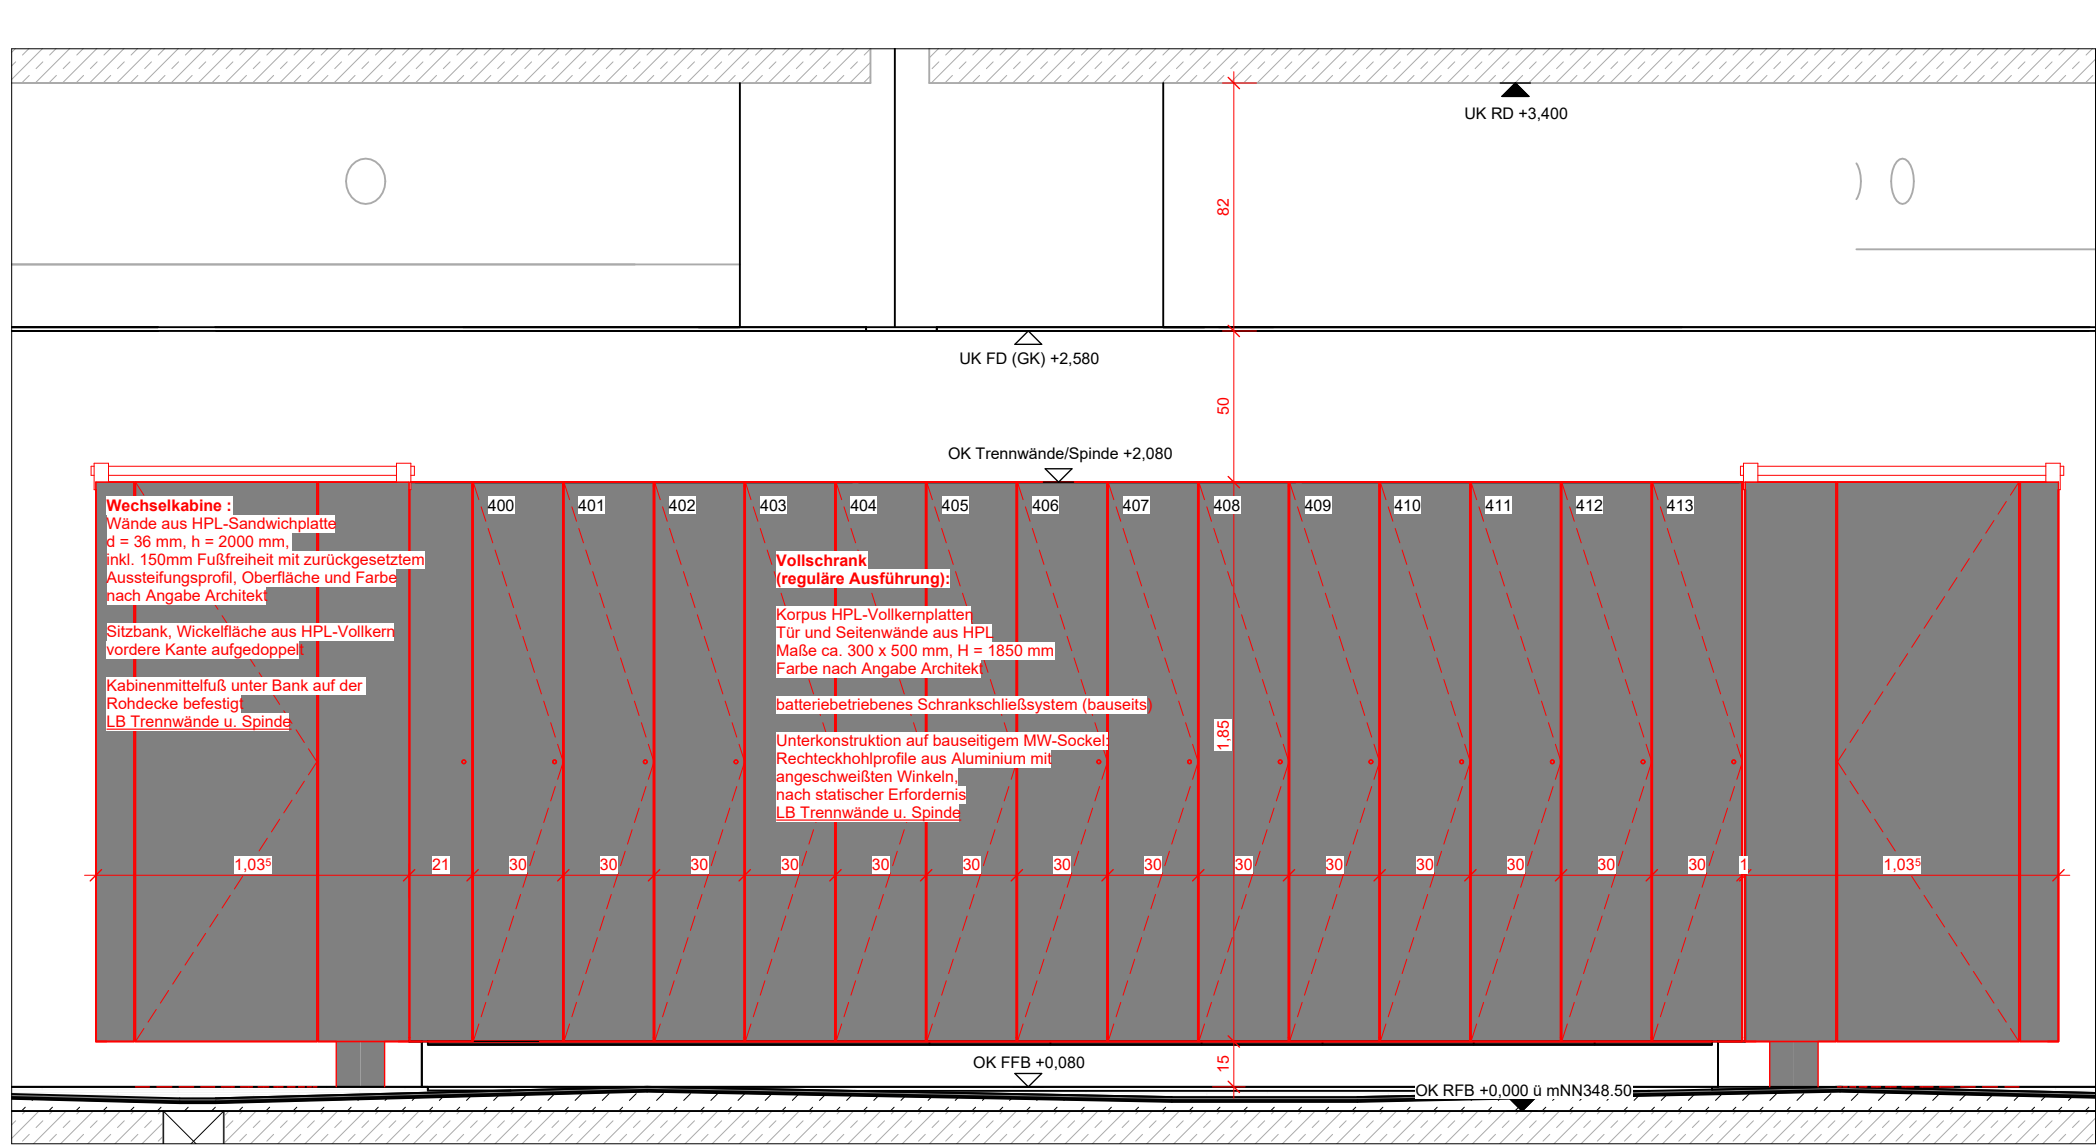 UK RD +3,400
82
UK FD (GK) +2,580
50
OK Trennwände/Spinde +2,080
400 401 402 403 404 405 406 407 408 409 410 411 412 413
Wechselkabine :
Wände aus HPL-Sandwichplatte
d = 36 mm, h = 2000 mm,
inkl. 150mm Fußfreiheit mit zurückgesetztem
Aussteifungsprofil, Oberfläche und Farbe
nach Angabe Architekt
Sitzbank, Wickelfläche aus HPL-Vollkern
vordere Kante aufgedoppelt
Kabinenmittelfuß unter Bank auf der
Rohdecke befestigt
LB Trennwände u. Spinde
Vollschrank
(reguläre Ausführung):
Korpus HPL-Vollkernplatten
Tür und Seitenwände aus HPL
Maße ca. 300 x 500 mm, H = 1850 mm
Farbe nach Angabe Architekt
batteriebetriebenes Schrankschließsystem (bauseits)
Unterkonstruktion auf bauseitigem MW-Sockel:
Rechteckhohlprofile aus Aluminium mit
angeschweißten Winkeln,
nach statischer Erfordernis
LB Trennwände u. Spinde
1,85
1,03⁵ 21 30 30 30 30 30 30 30 30 30 30 30 30 30 30 1 1,03⁵
15
OK FFB +0,080
OK RFB +0,000 ü mNN348.50